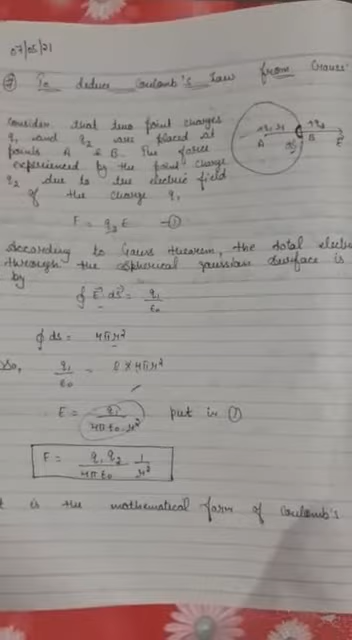 07/05/21
⑦ To deduce Coulomb's Law from Gauss'
Consider that two point charges
q₁ and q₂ are placed at
points A & B. The force
experienced by the point charge
q₂ due to the electric field
of the charge q₁
+q₁ r +q₂
A B E
ds
F = q₂ E —①
According to Gauss theorem, the total electr
through the spherical gaussian surface is
by
∮ E⃗.ds⃗ = q₁/ε₀
∮ ds = 4πr²
So, q₁/ε₀ = E × 4πr²
E = q₁/4πε₀.r² put in ①
F = q₁q₂/4πε₀ 1/r²
t is the mathematical form of Coulomb's